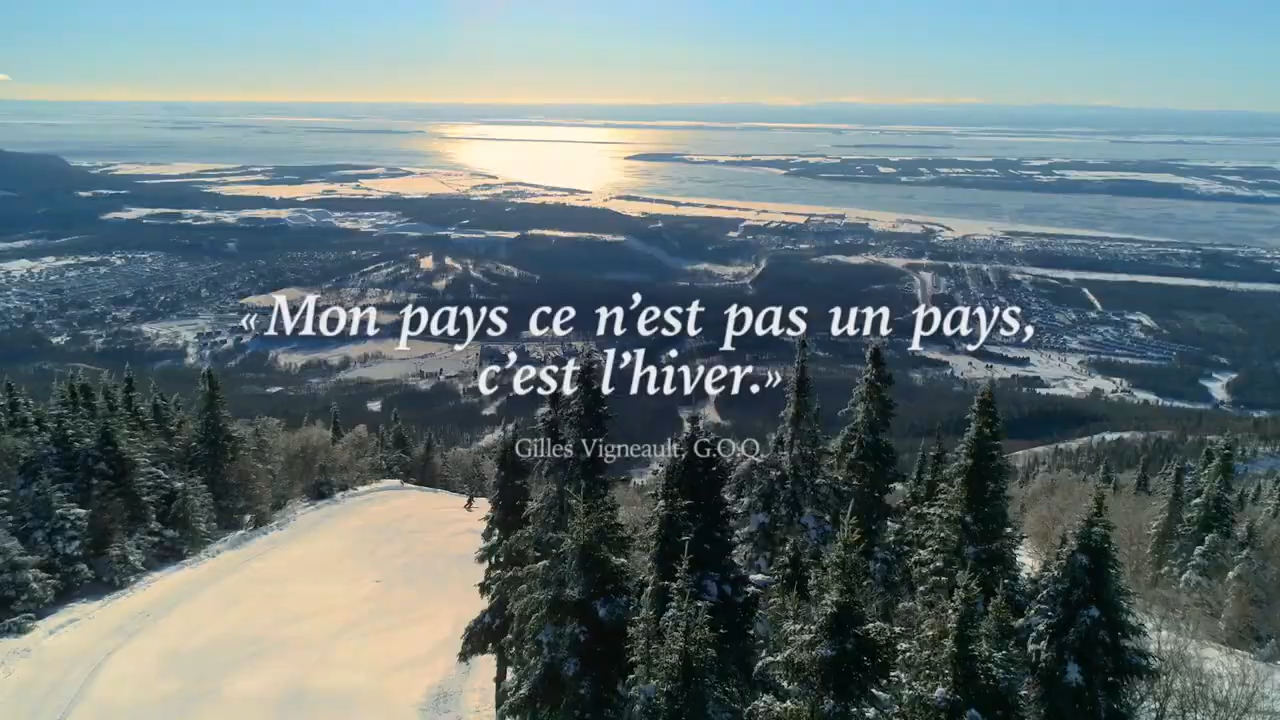 «Mon pays ce n’est pas un pays,
c’est l’hiver.»
Gilles Vigneault, G.O.Q.